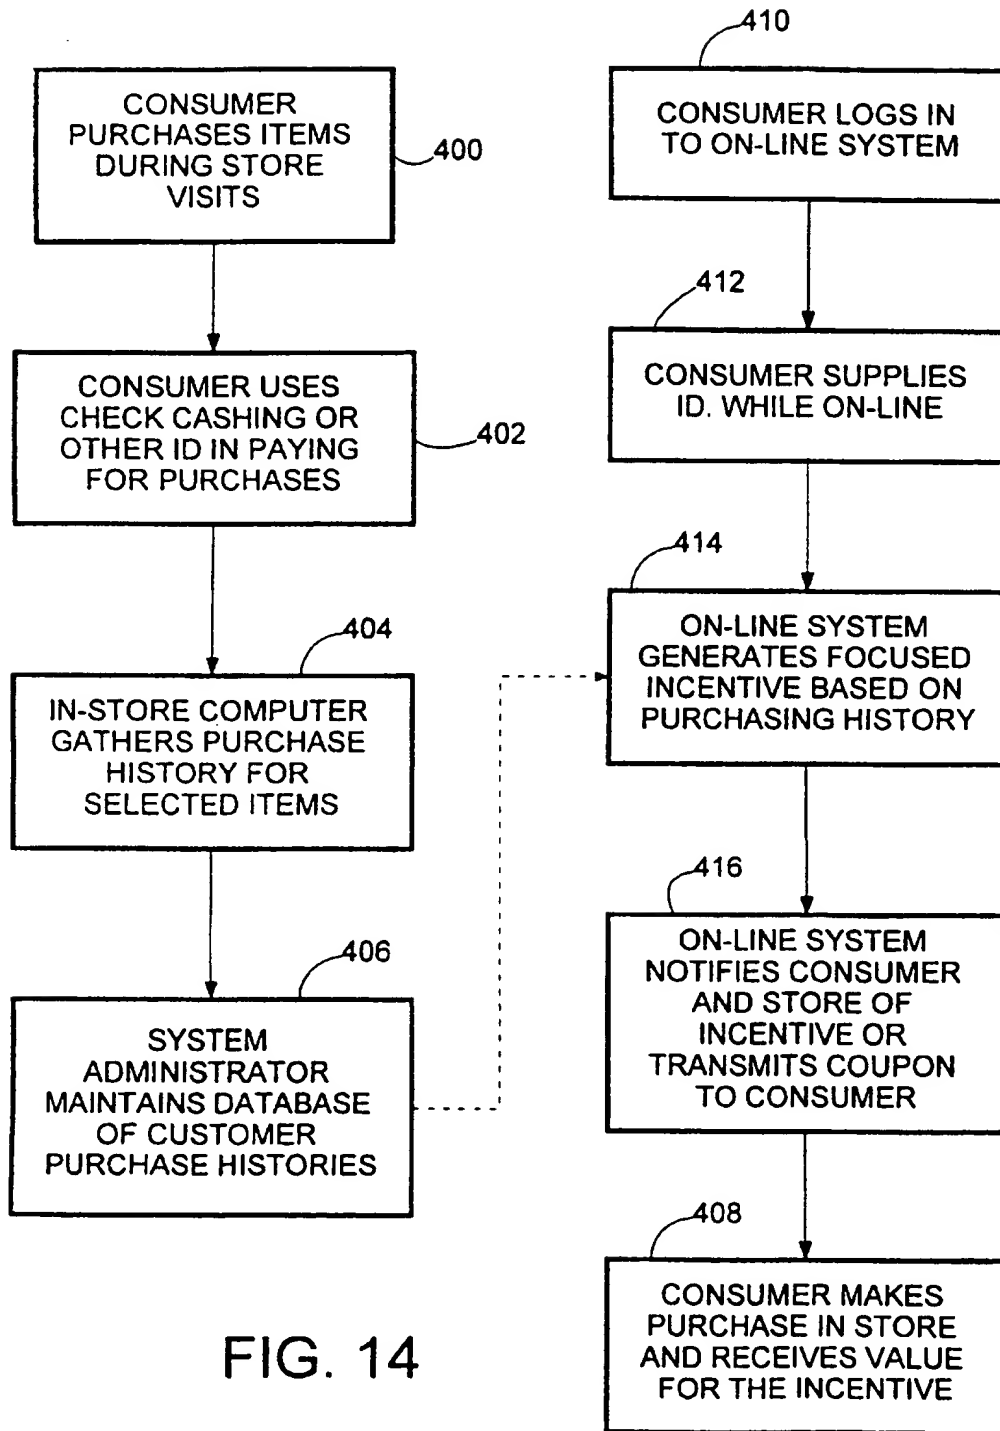 CONSUMER
PURCHASES ITEMS
DURING STORE
VISITS
400
CONSUMER USES
CHECK CASHING OR
OTHER ID IN PAYING
FOR PURCHASES
402
404
IN-STORE COMPUTER
GATHERS PURCHASE
HISTORY FOR
SELECTED ITEMS
406
SYSTEM
ADMINISTRATOR
MAINTAINS DATABASE
OF CUSTOMER
PURCHASE HISTORIES
410
CONSUMER LOGS IN
TO ON-LINE SYSTEM
412
CONSUMER SUPPLIES
ID. WHILE ON-LINE
414
ON-LINE SYSTEM
GENERATES FOCUSED
INCENTIVE BASED ON
PURCHASING HISTORY
416
ON-LINE SYSTEM
NOTIFIES CONSUMER
AND STORE OF
INCENTIVE OR
TRANSMITS COUPON
TO CONSUMER
408
CONSUMER MAKES
PURCHASE IN STORE
AND RECEIVES VALUE
FOR THE INCENTIVE
FIG. 14